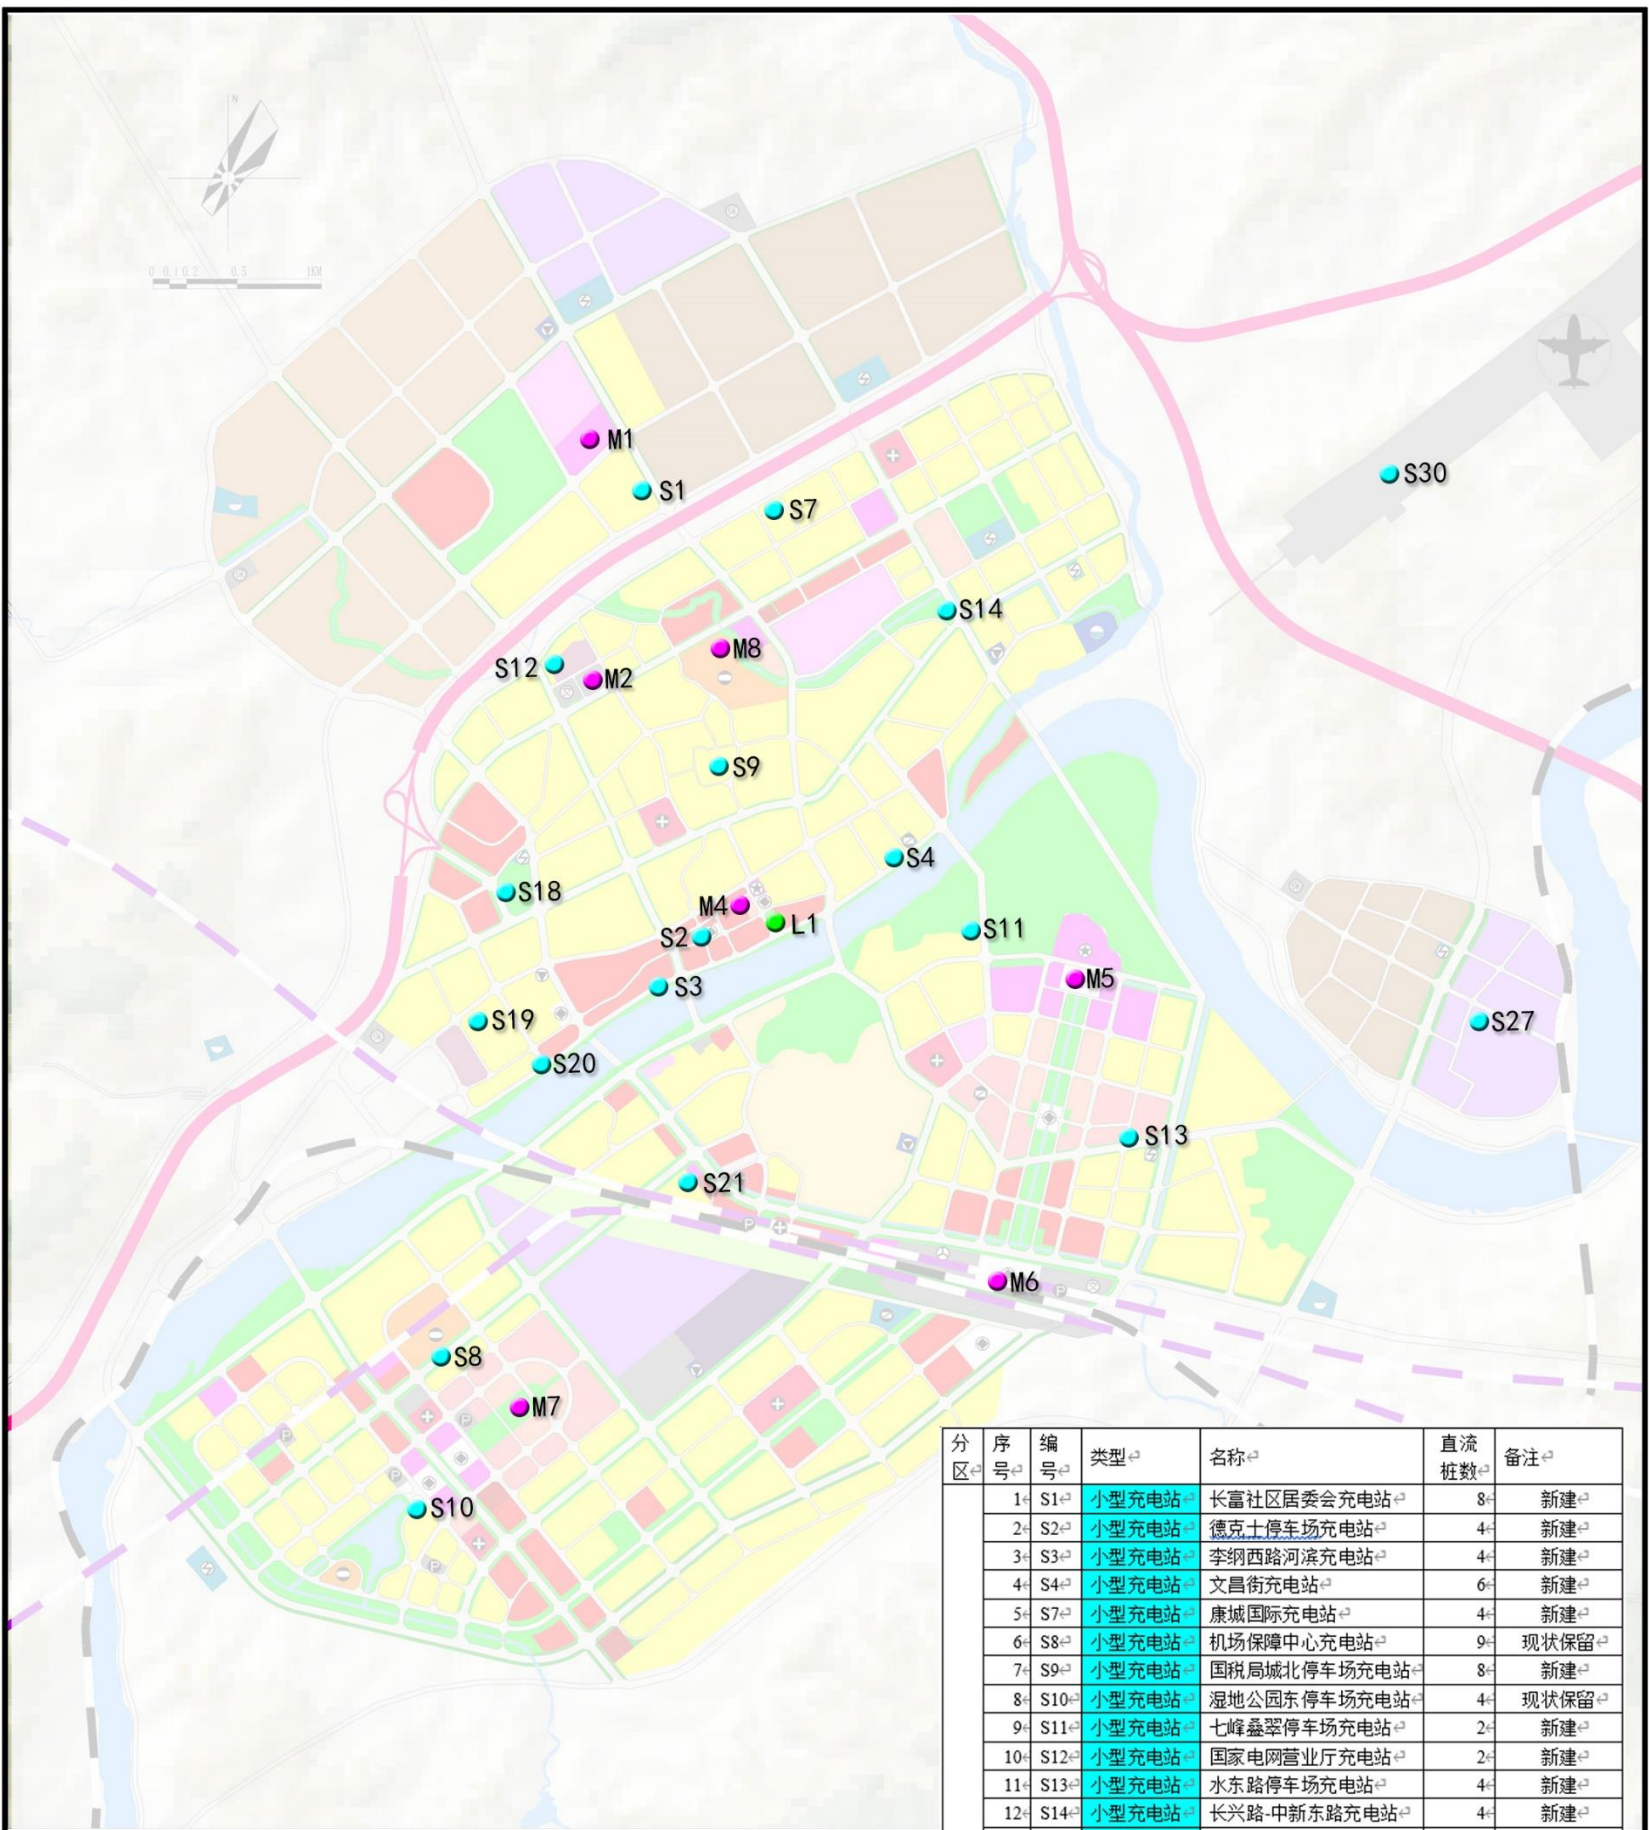 N
0 0.1 0.2 0.5 1KM
M1
S1
S7
S30
S14
M8
S12
M2
S9
S4
S18
M4
L1
S2
S11
M5
S3
S19
S27
S20
S13
S21
M6
S8
M7
S10
分区 序号 编号 类型 名称 直流桩数 备注
1 S1 小型充电站 长富社区居委会充电站 8 新建
2 S2 小型充电站 德克士停车场充电站 4 新建
3 S3 小型充电站 李纲西路河滨充电站 4 新建
4 S4 小型充电站 文昌街充电站 6 新建
5 S7 小型充电站 康城国际充电站 4 新建
6 S8 小型充电站 机场保障中心充电站 9 现状保留
7 S9 小型充电站 国税局城北停车场充电站 8 新建
8 S10 小型充电站 湿地公园东停车场充电站 4 现状保留
9 S11 小型充电站 七峰叠翠停车场充电站 2 新建
10 S12 小型充电站 国家电网营业厅充电站 2 新建
11 S13 小型充电站 水东路停车场充电站 4 新建
12 S14 小型充电站 长兴路-中新东路充电站 4 新建